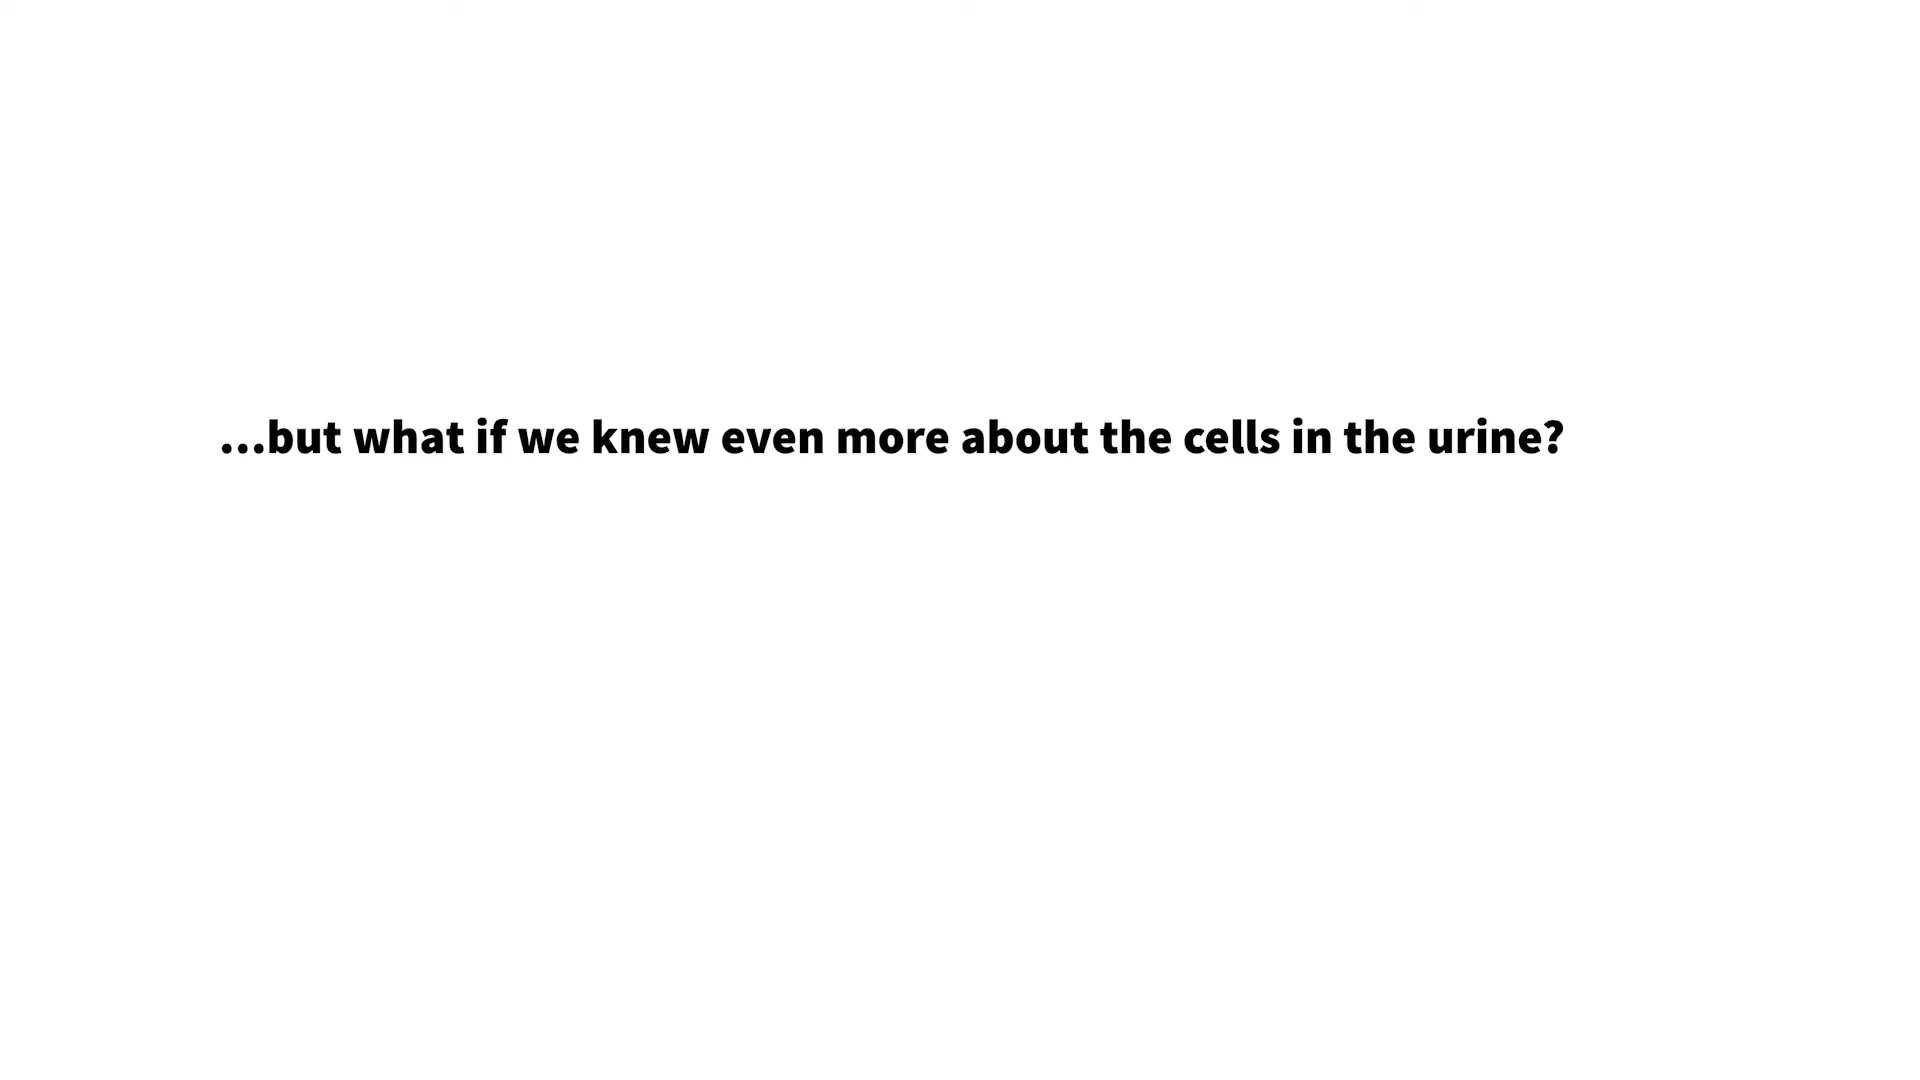 ...but what if we knew even more about the cells in the urine?